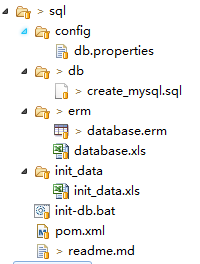 > sql
config
db.properties
> db
> create_mysql.sql
> erm
> database.erm
database.xls
init_data
init_data.xls
init-db.bat
pom.xml
> readme.md